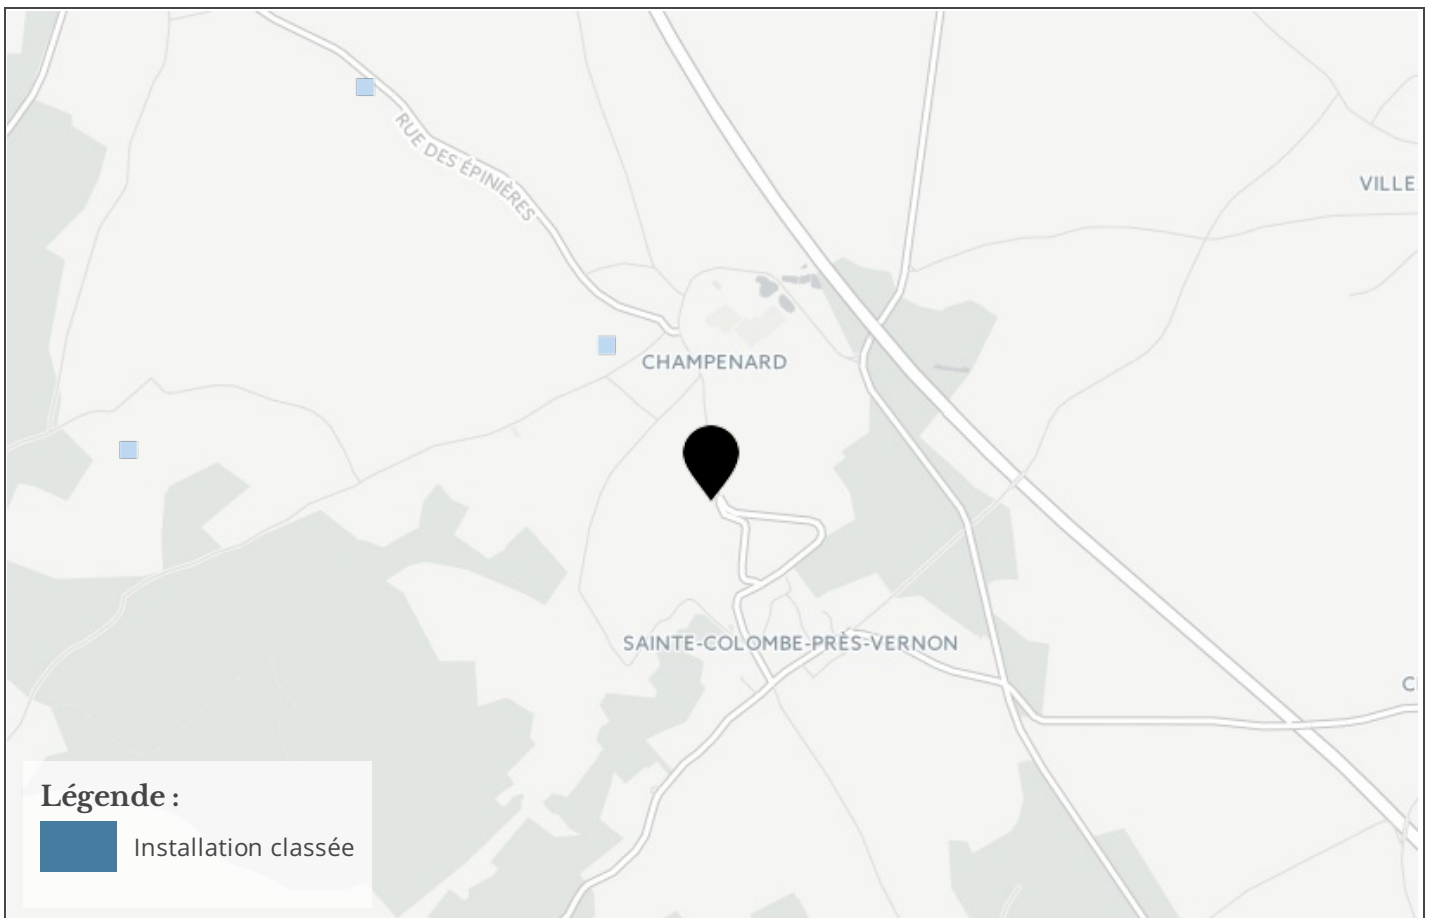 RUE DES ÉPINIÈRES
VILLE
CHAMPENARD
SAINTE-COLOMBE-PRÈS-VERNON
Légende :
Installation classée